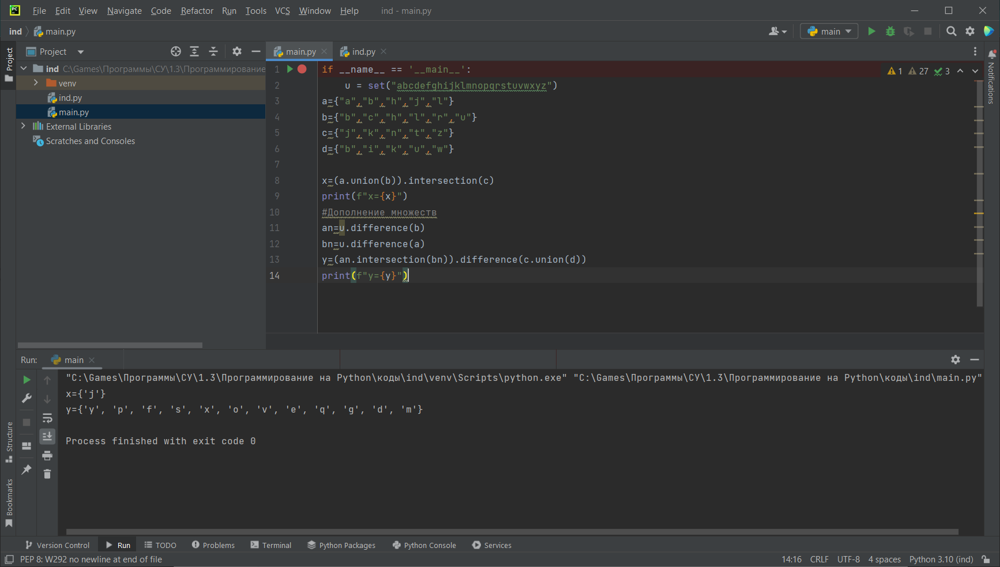 PC
File Edit View Navigate Code Refactor Run Tools VCS Window Help ind - main.py
ind main.py
main
Project
Project
main.py
ind.py
ind C:\Games\Программы\СУ\1.3\Программирование
venv
ind.py
main.py
External Libraries
Scratches and Consoles
1 if __name__ == '__main__':
2 u = set("abcdefghijklmnopqrstuvwxyz")
3 a={"a","b","h","j","l"}
4 b={"b","c","h","l","r","u"}
5 c={"j","k","n","t","z"}
6 d={"b","i","k","u","w"}
7
8 x=(a.union(b)).intersection(c)
9 print(f"x={x}")
10 #Дополнение множеств
11 an=u.difference(b)
12 bn=u.difference(a)
13 y=(an.intersection(bn)).difference(c.union(d))
14 print(f"y={y}")
1 27 3
Notifications
Run: main
"C:\Games\Программы\СУ\1.3\Программирование на Python\коды\ind\venv\Scripts\python.exe" "C:\Games\Программы\СУ\1.3\Программирование на Python\коды\ind\main.py"
x={'j'}
y={'y', 'p', 'f', 's', 'x', 'o', 'v', 'e', 'q', 'g', 'd', 'm'}
Process finished with exit code 0
Structure
Bookmarks
Version Control Run TODO Problems Terminal Python Packages Python Console Services
PEP 8: W292 no newline at end of file
14:16 CRLF UTF-8 4 spaces Python 3.10 (ind)